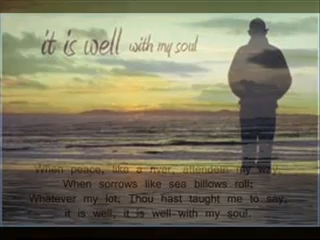 it is well with my soul
When peace, like a river, attendeth my way,
When sorrows like sea billows roll;
Whatever my lot, Thou hast taught me to say,
it is well, it is well with my soul.